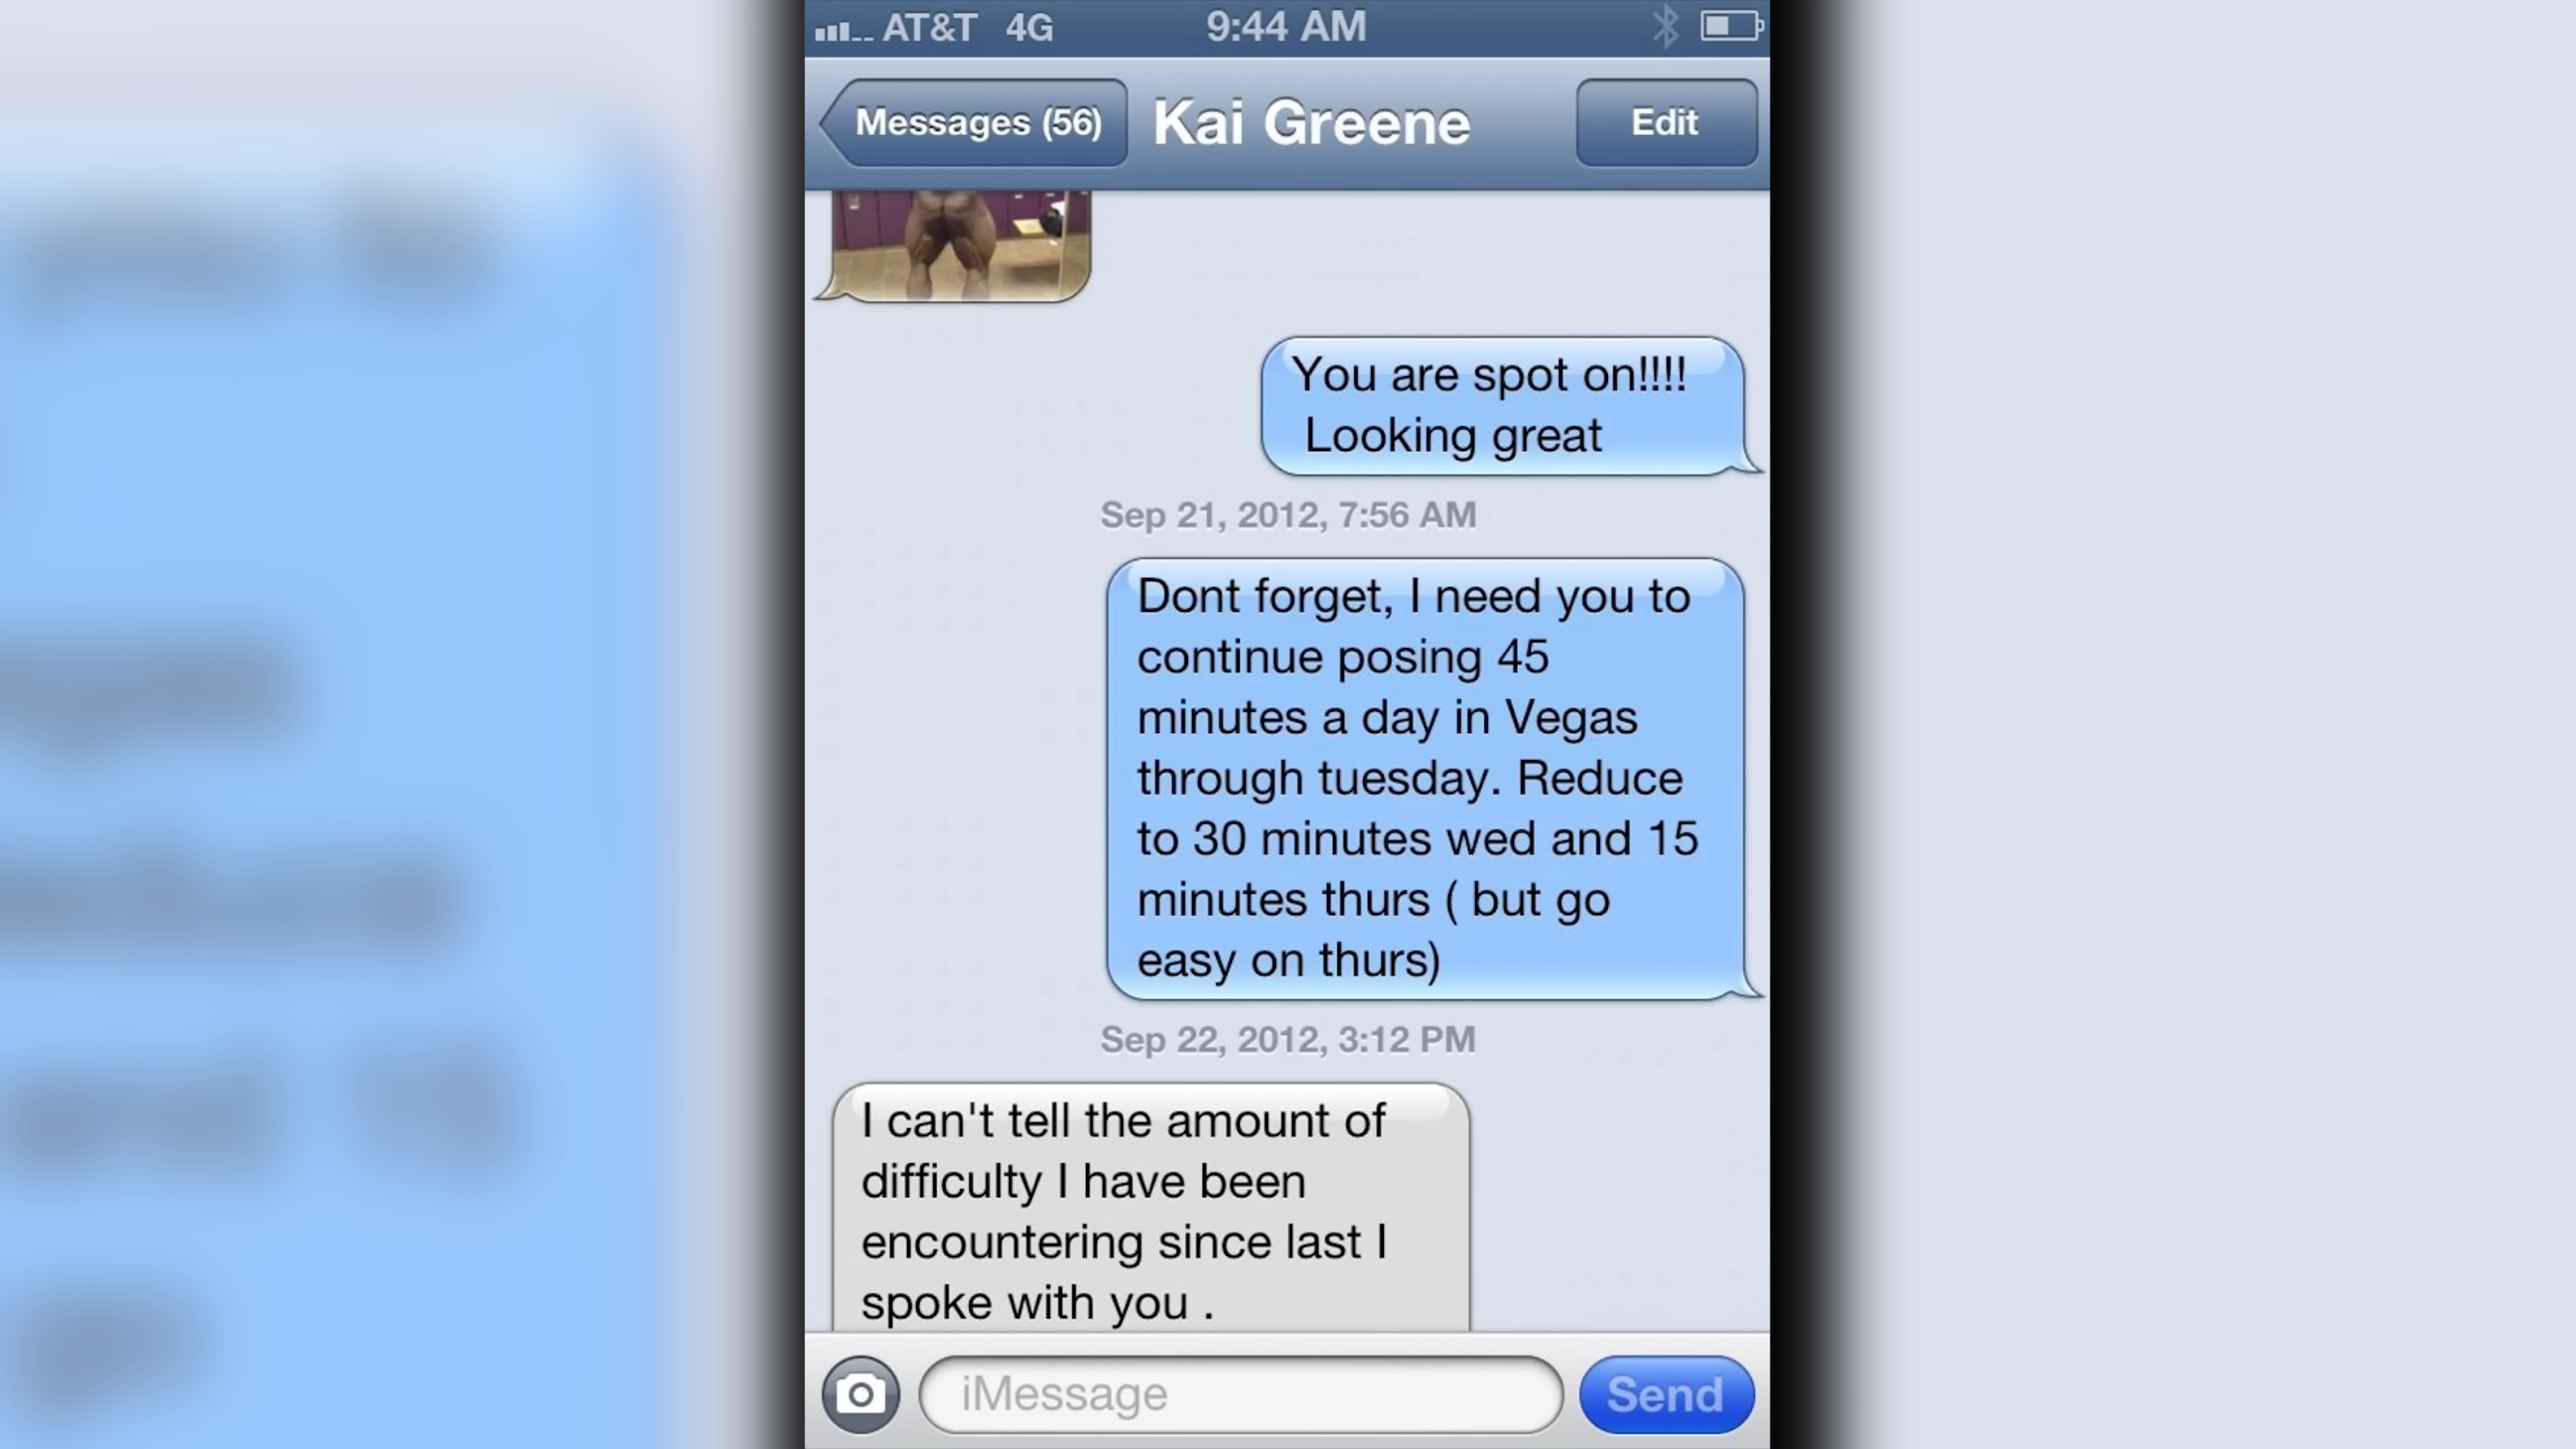 AT&T 4G 9:44 AM
Messages (56) Kai Greene Edit
You are spot on!!!!
Looking great
Sep 21, 2012, 7:56 AM
Dont forget, I need you to
continue posing 45
minutes a day in Vegas
through tuesday. Reduce
to 30 minutes wed and 15
minutes thurs ( but go
easy on thurs)
Sep 22, 2012, 3:12 PM
I can't tell the amount of
difficulty I have been
encountering since last I
spoke with you .
iMessage Send